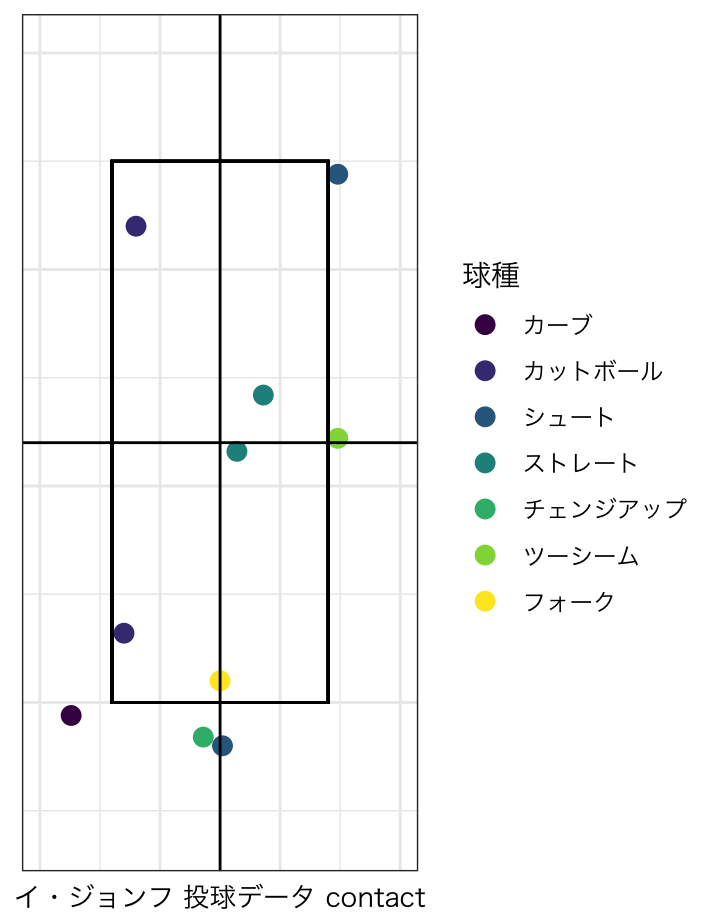 球種
カーブ
カットボール
シュート
ストレート
チェンジアップ
ツーシーム
フォーク
イ・ジョンフ 投球データ contact